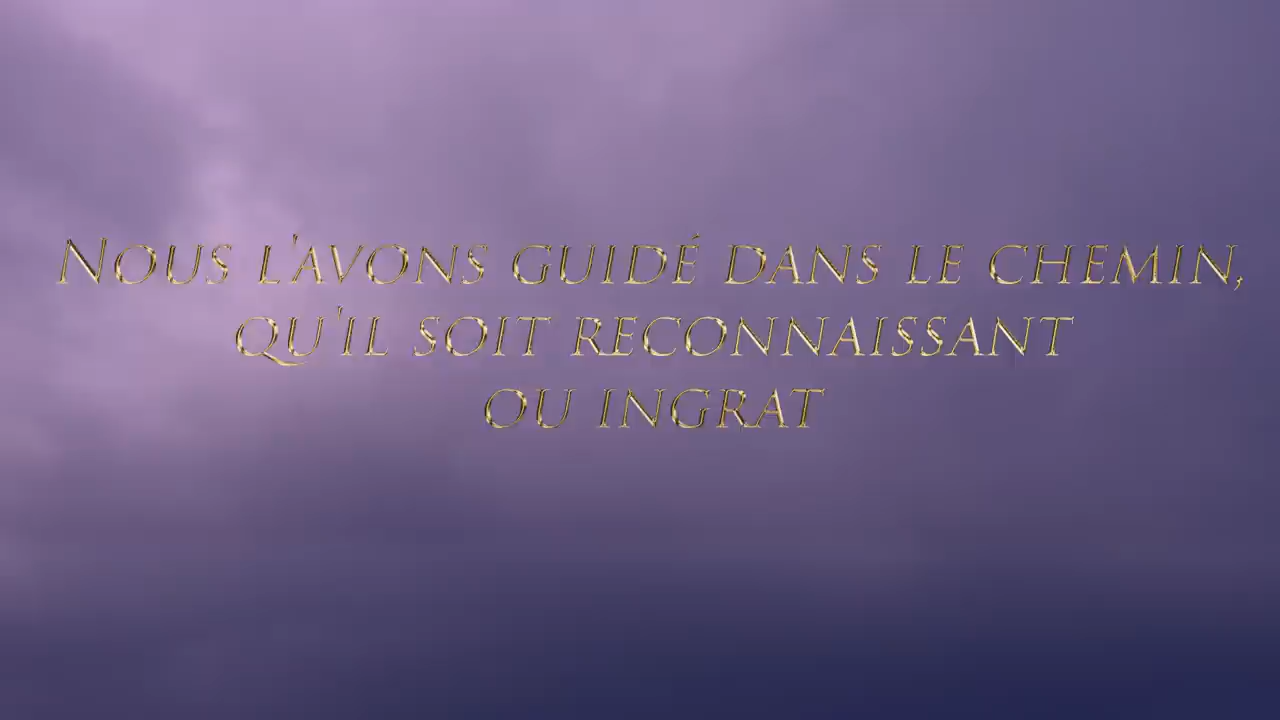 Nous l'avons guidé dans le chemin,
qu'il soit reconnaissant
ou ingrat